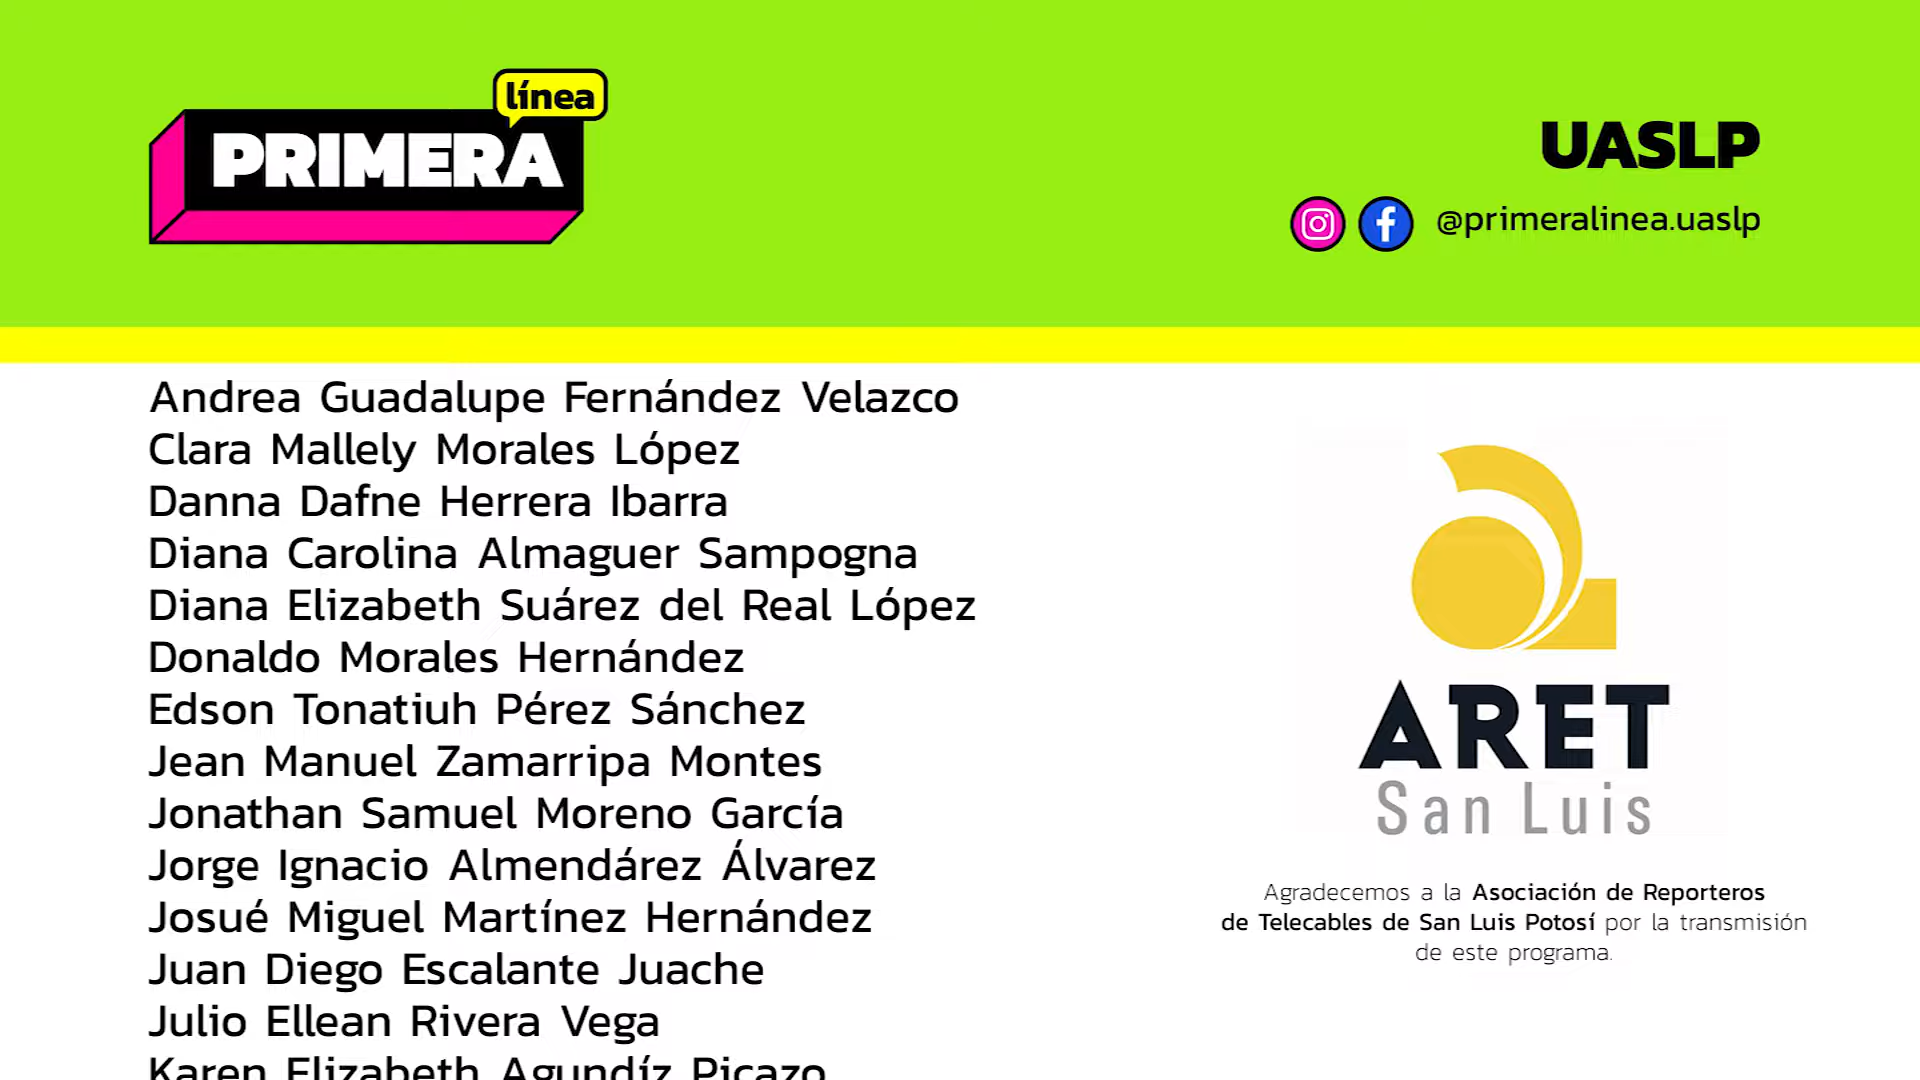 línea
PRIMERA
UASLP
@primeralinea.uaslp
Andrea Guadalupe Fernández Velazco
Clara Mallely Morales López
Danna Dafne Herrera Ibarra
Diana Carolina Almaguer Sampogna
Diana Elizabeth Suárez del Real López
Donaldo Morales Hernández
Edson Tonatiuh Pérez Sánchez
Jean Manuel Zamarripa Montes
Jonathan Samuel Moreno García
Jorge Ignacio Almendárez Álvarez
Josué Miguel Martínez Hernández
Juan Diego Escalante Juache
Julio Ellean Rivera Vega
Karen Elizabeth Agundíz Picazo
ARET
San Luis
Agradecemos a la Asociación de Reporteros
de Telecables de San Luis Potosí por la transmisión
de este programa.